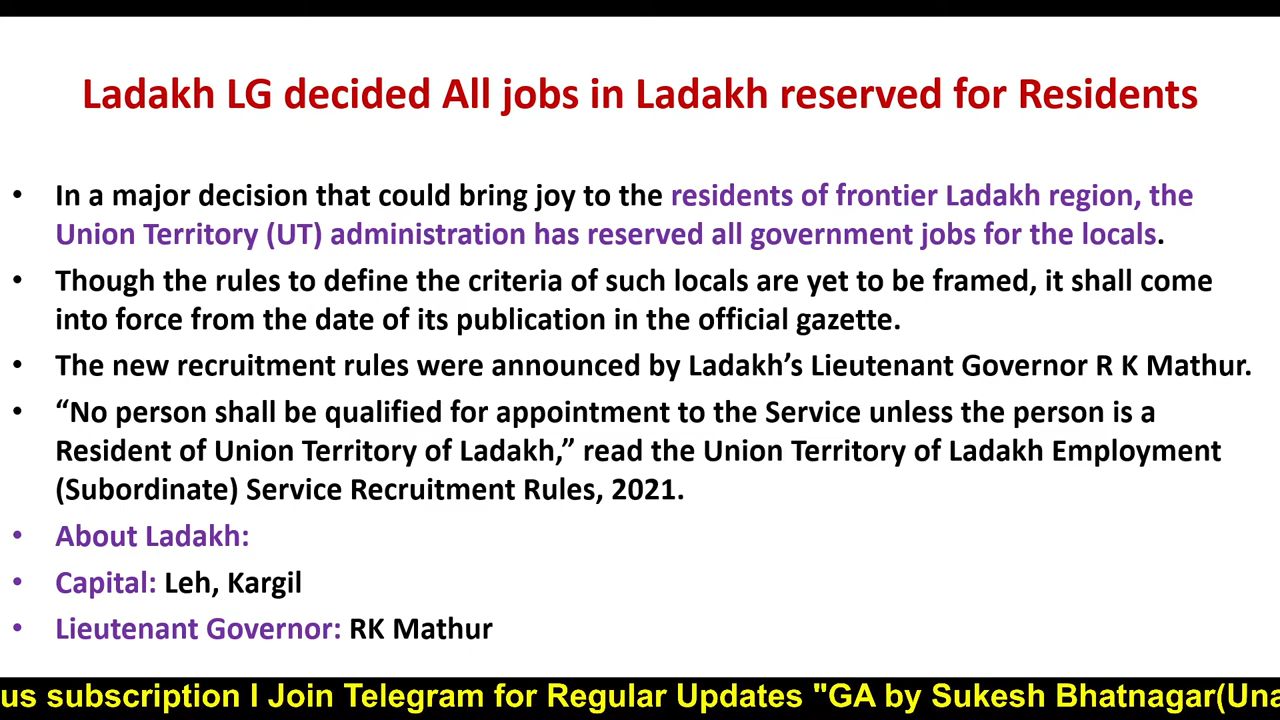 Ladakh LG decided All jobs in Ladakh reserved for Residents
• In a major decision that could bring joy to the residents of frontier Ladakh region, the
Union Territory (UT) administration has reserved all government jobs for the locals.
• Though the rules to define the criteria of such locals are yet to be framed, it shall come
into force from the date of its publication in the official gazette.
• The new recruitment rules were announced by Ladakh’s Lieutenant Governor R K Mathur.
• “No person shall be qualified for appointment to the Service unless the person is a
Resident of Union Territory of Ladakh,” read the Union Territory of Ladakh Employment
(Subordinate) Service Recruitment Rules, 2021.
• About Ladakh:
• Capital: Leh, Kargil
• Lieutenant Governor: RK Mathur
subscription I Join Telegram for Regular Updates "GA by Sukesh Bhatnagar